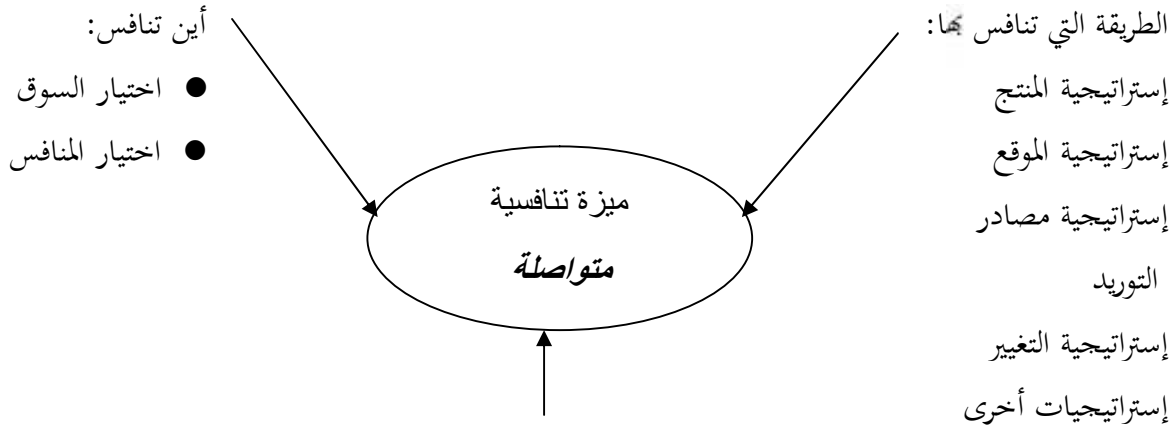 الطريقة التي تنافس بها:
إستراتيجية المنتج
إستراتيجية الموقع
إستراتيجية مصادر
التوريد
إستراتيجية التغيير
إستراتيجيات أخرى
أين تنافس:
● اختيار السوق
● اختيار المنافس
ميزة تنافسية
متواصلة